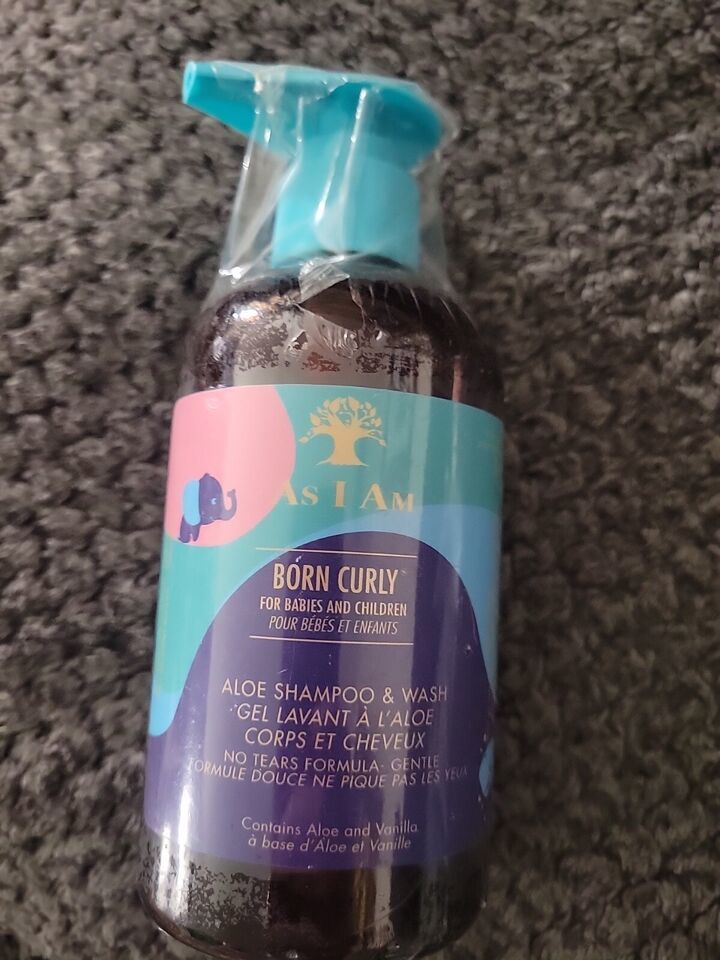 As I Am
BORN CURLY
FOR BABIES AND CHILDREN
POUR BÉBÉS ET ENFANTS
ALOE SHAMPOO & WASH
GEL LAVANT À L'ALOE
CORPS ET CHEVEUX
NO TEARS FORMULA- GENTLE
FORMULE DOUCE NE PIQUE PAS LES YEUX
Contains Aloe and Vanilla
à base d'Aloe et Vanille